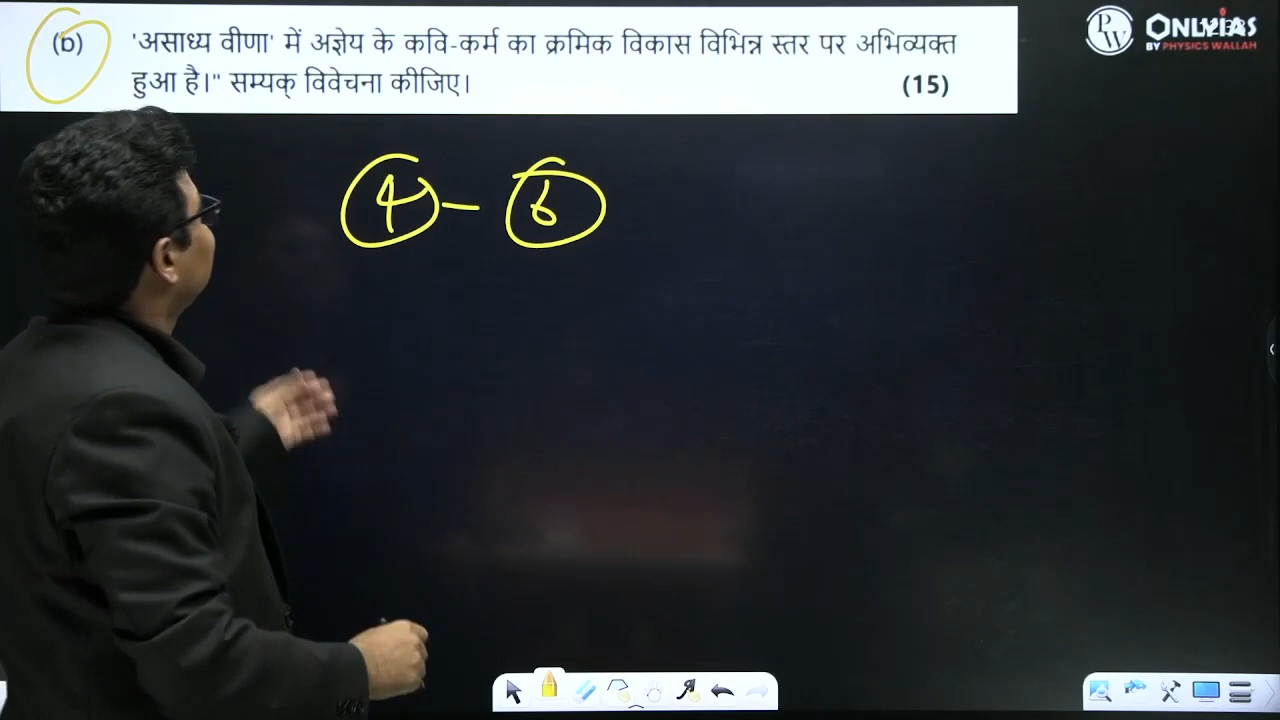 (b) 'असाध्य वीणा' में अज्ञेय के कवि-कर्म का क्रमिक विकास विभिन्न स्तर पर अभिव्यक्त
हुआ है।" सम्यक् विवेचना कीजिए। (15)
PW ONLYIAS
BY PHYSICS WALLAH
4 - 6